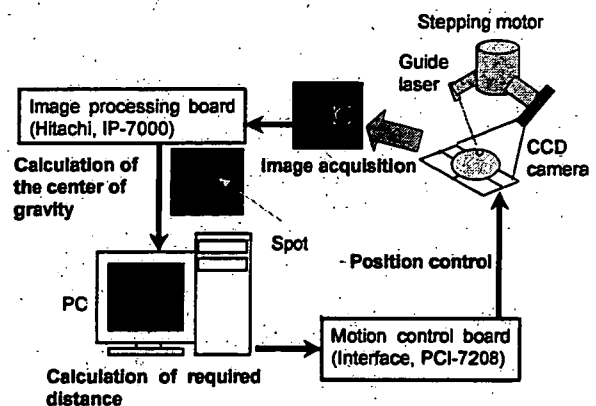 Stepping motor
Guide
laser
CCD
camera
Image acquisition
Image processing board
(Hitachi, IP-7000)
Calculation of
the center of
gravity
Spot
PC
Calculation of required
distance
Motion control board
(Interface, PCI-7208)
Position control